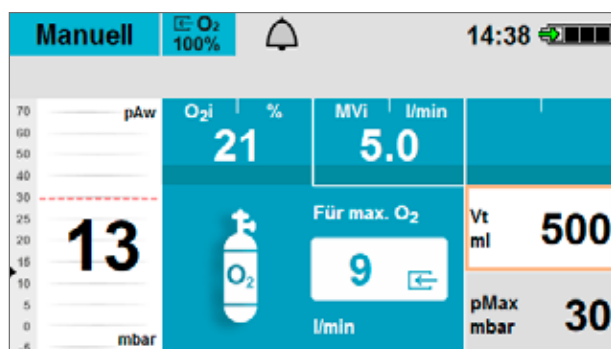 Manuell
O₂
100%
14:38
70
60
50
40
30
25
20
15
10
5
0
-5
pAw
13
mbar
O₂i %
21
MVi l/min
5.0
O₂
Für max. O₂
9
l/min
Vt
ml
500
pMax
mbar
30